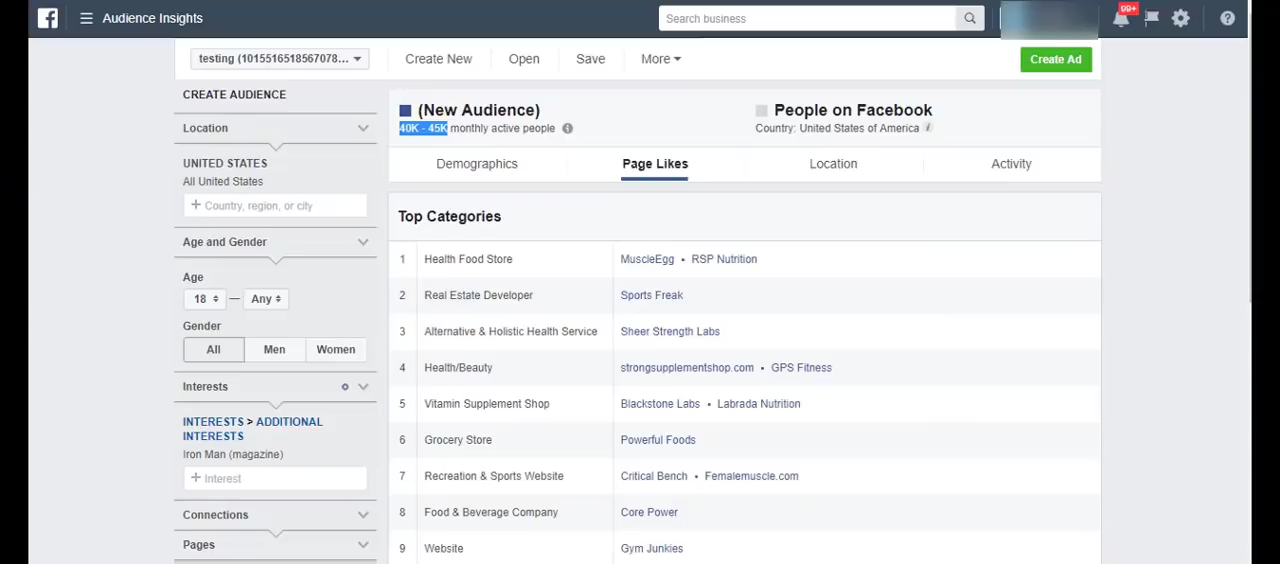 Audience Insights
Search business
99+
testing (1015516518567078...
Create New
Open
Save
More
Create Ad
CREATE AUDIENCE
Location
UNITED STATES
All United States
+ Country, region, or city
Age and Gender
Age
18 — Any
Gender
All Men Women
Interests
INTERESTS > ADDITIONAL
INTERESTS
Iron Man (magazine)
+ Interest
Connections
Pages
(New Audience)
40K - 45K monthly active people
People on Facebook
Country: United States of America
Demographics
Page Likes
Location
Activity
Top Categories
1 Health Food Store MuscleEgg • RSP Nutrition
2 Real Estate Developer Sports Freak
3 Alternative & Holistic Health Service Sheer Strength Labs
4 Health/Beauty strongsupplementshop.com • GPS Fitness
5 Vitamin Supplement Shop Blackstone Labs • Labrada Nutrition
6 Grocery Store Powerful Foods
7 Recreation & Sports Website Critical Bench • Femalemuscle.com
8 Food & Beverage Company Core Power
9 Website Gym Junkies